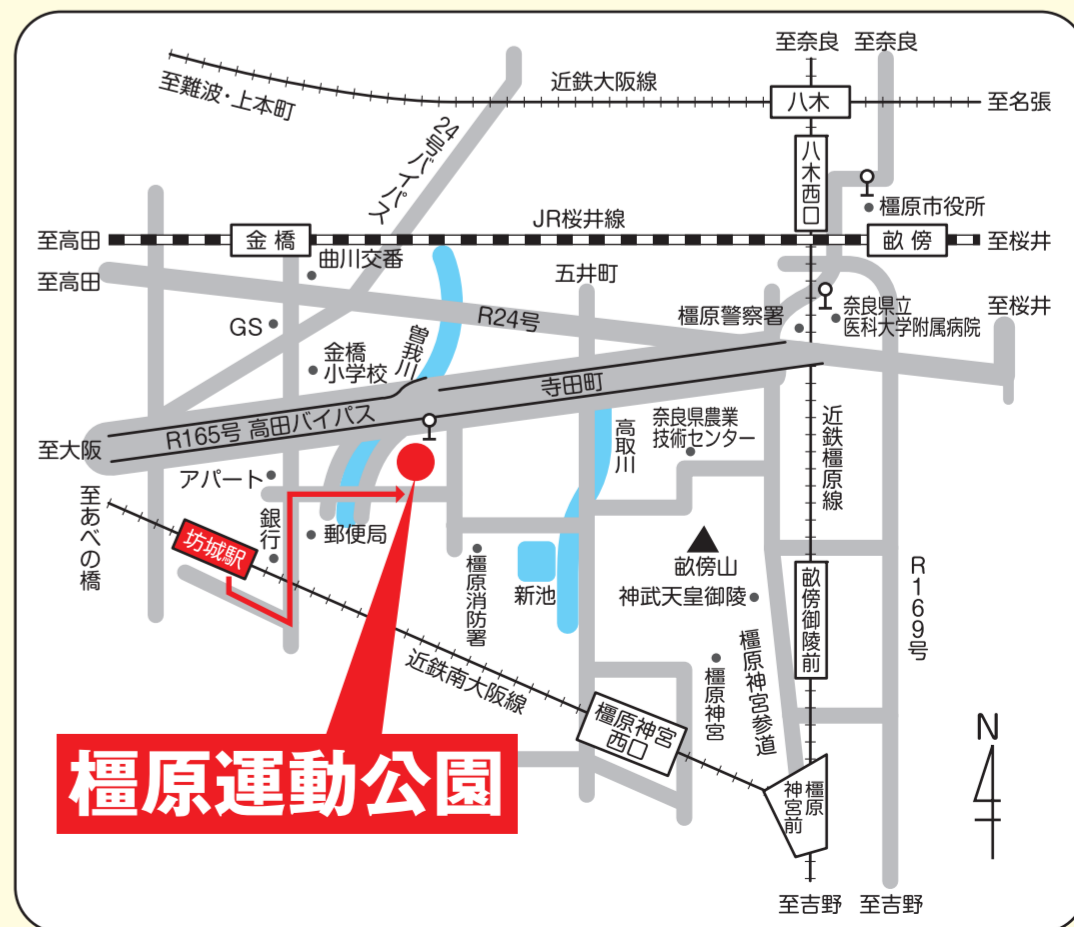 至奈良
至奈良
近鉄大阪線
至難波・上本町
八木
至名張
24号バイパス
八木西口
橿原市役所
JR桜井線
至高田
金橋
畝傍
至桜井
曲川交番
至高田
五井町
至桜井
GS
R24号
橿原警察署
奈良県立
医科大学附属病院
曽我川
金橋
小学校
寺田町
R165号 高田バイパス
至大阪
高取川
奈良県農業
技術センター
近鉄橿原線
アパート
至あべの橋
銀行
郵便局
坊城駅
橿原消防署
新池
畝傍山
神武天皇御陵
畝傍御陵前
R169号
橿原神宮
橿原神宮参道
近鉄南大阪線
橿原神宮
西口
橿原運動公園
橿原
神宮前
N
至吉野
至吉野